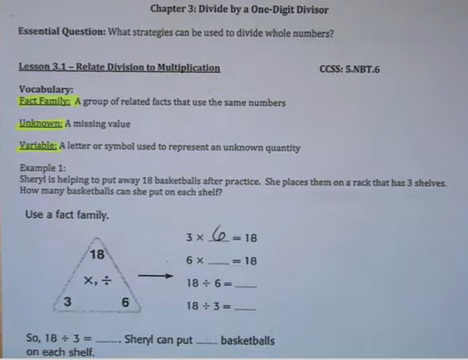 Chapter 3: Divide by a One-Digit Divisor
Essential Question: What strategies can be used to divide whole numbers?
Lesson 3.1 – Relate Division to Multiplication CCSS: 5.NBT.6
Vocabulary:
Fact Family: A group of related facts that use the same numbers
Unknown: A missing value
Variable: A letter or symbol used to represent an unknown quantity
Example 1:
Sheryl is helping to put away 18 basketballs after practice. She places them on a rack that has 3 shelves.
How many basketballs can she put on each shelf?
Use a fact family.
18
×, ÷
3 6
3 × 6 = 18
6 × ___ = 18
18 ÷ 6 = ___
18 ÷ 3 = ___
So, 18 ÷ 3 = ___. Sheryl can put ___ basketballs
on each shelf.